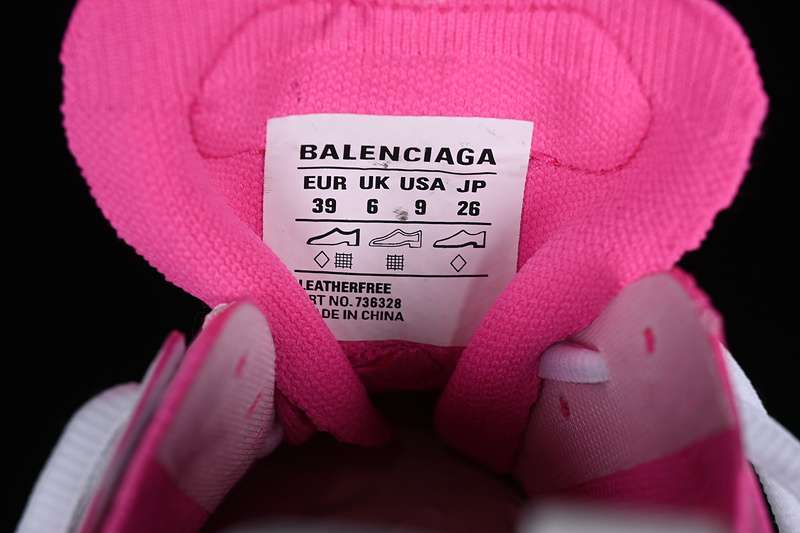 BALENCIAGA
EUR UK USA JP
39 6 9 26
LEATHERFREE
RT NO. 736328
DE IN CHINA